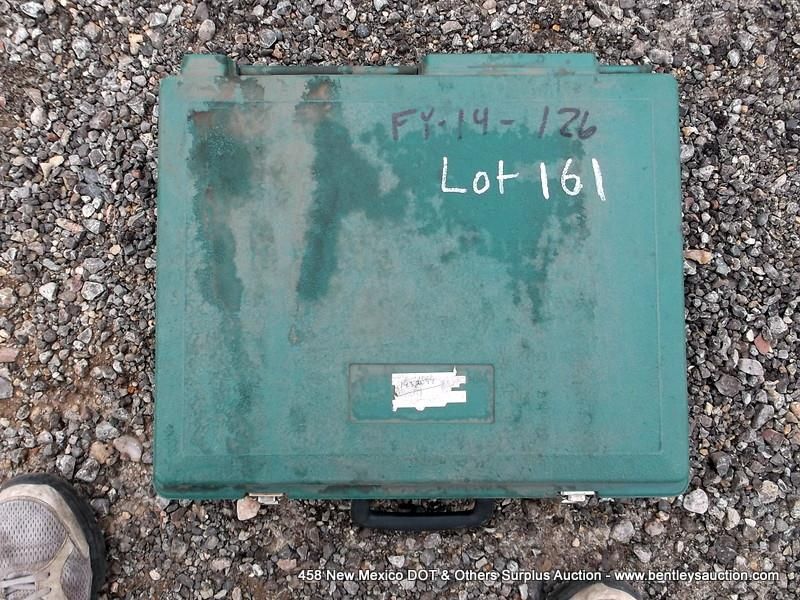 FY-14-126
Lot 161
458 New Mexico DOT & Others Surplus Auction - www.bentleysauction.com